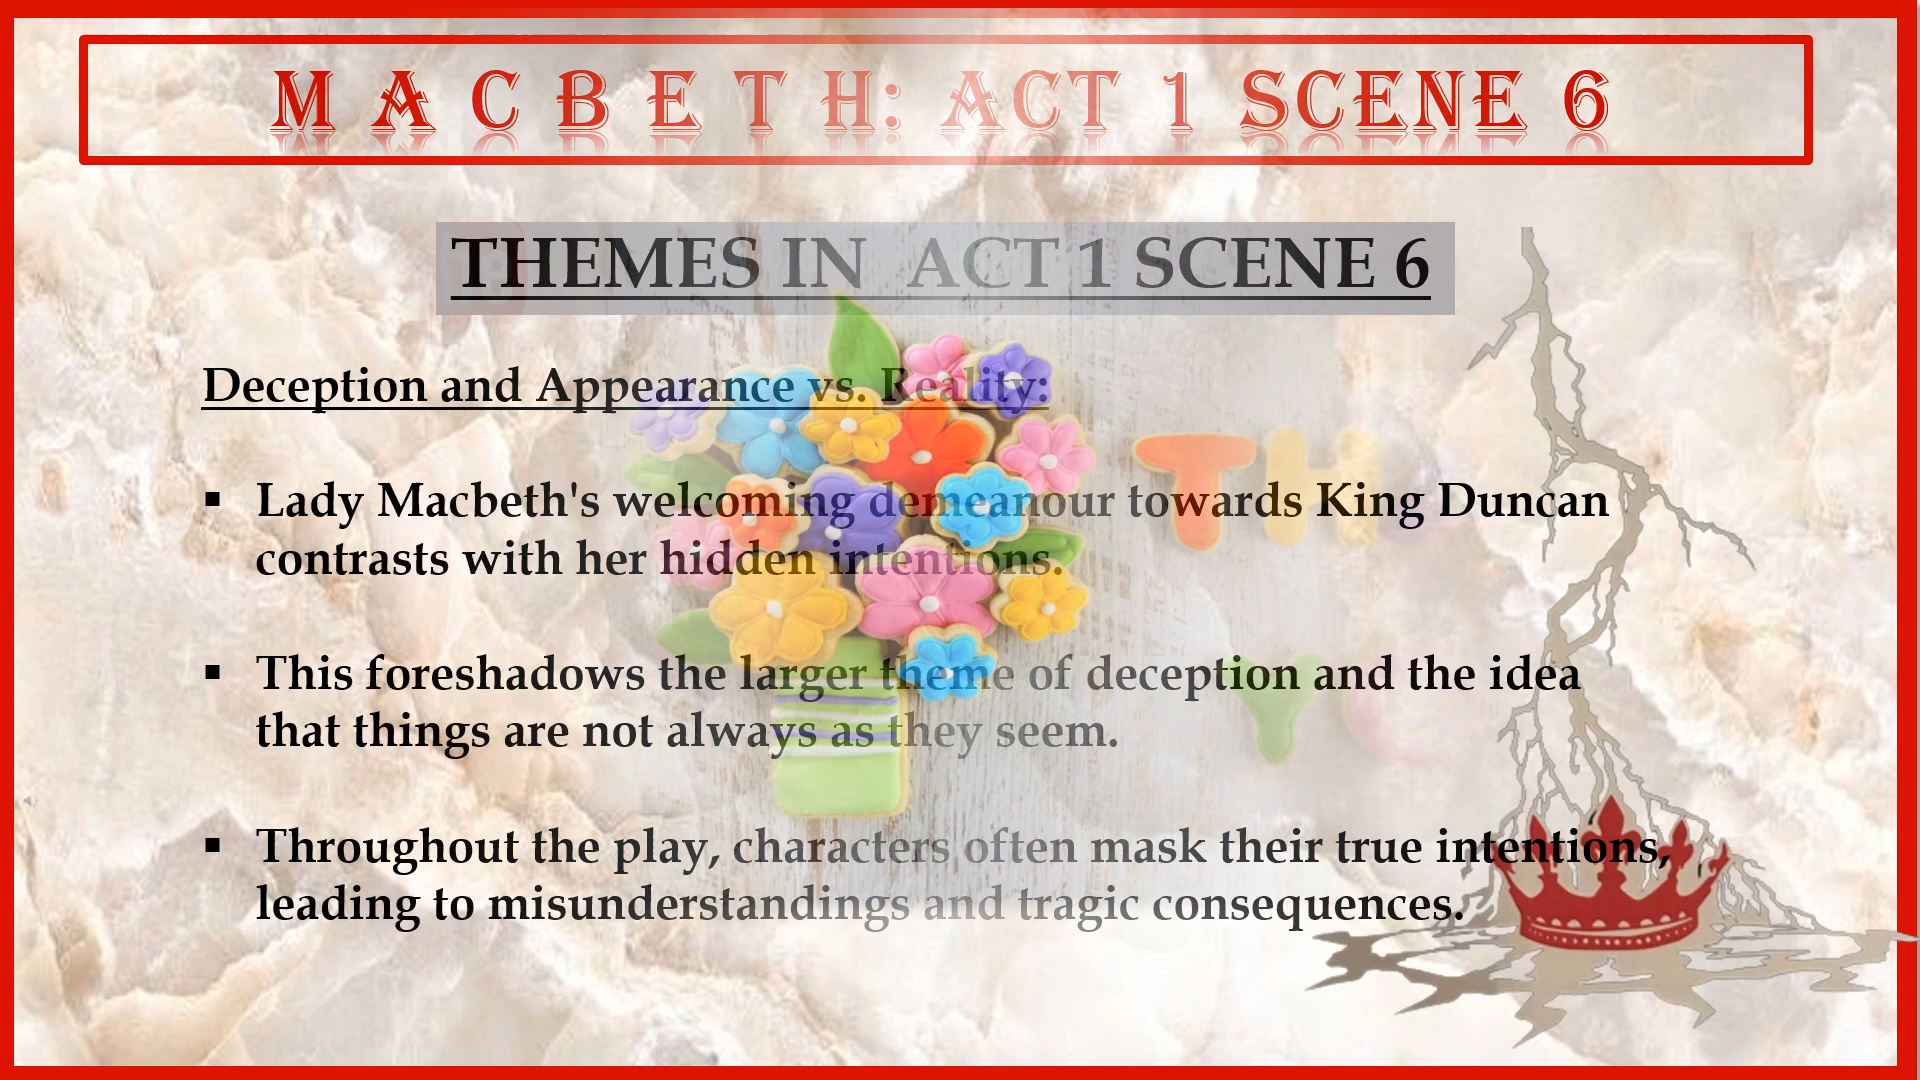 M A C B E T H: ACT 1 SCENE 6
THEMES IN ACT 1 SCENE 6
Deception and Appearance vs. Reality:
▪ Lady Macbeth's welcoming demeanour towards King Duncan
contrasts with her hidden intentions.
▪ This foreshadows the larger theme of deception and the idea
that things are not always as they seem.
▪ Throughout the play, characters often mask their true intentions,
leading to misunderstandings and tragic consequences.
TH
Y